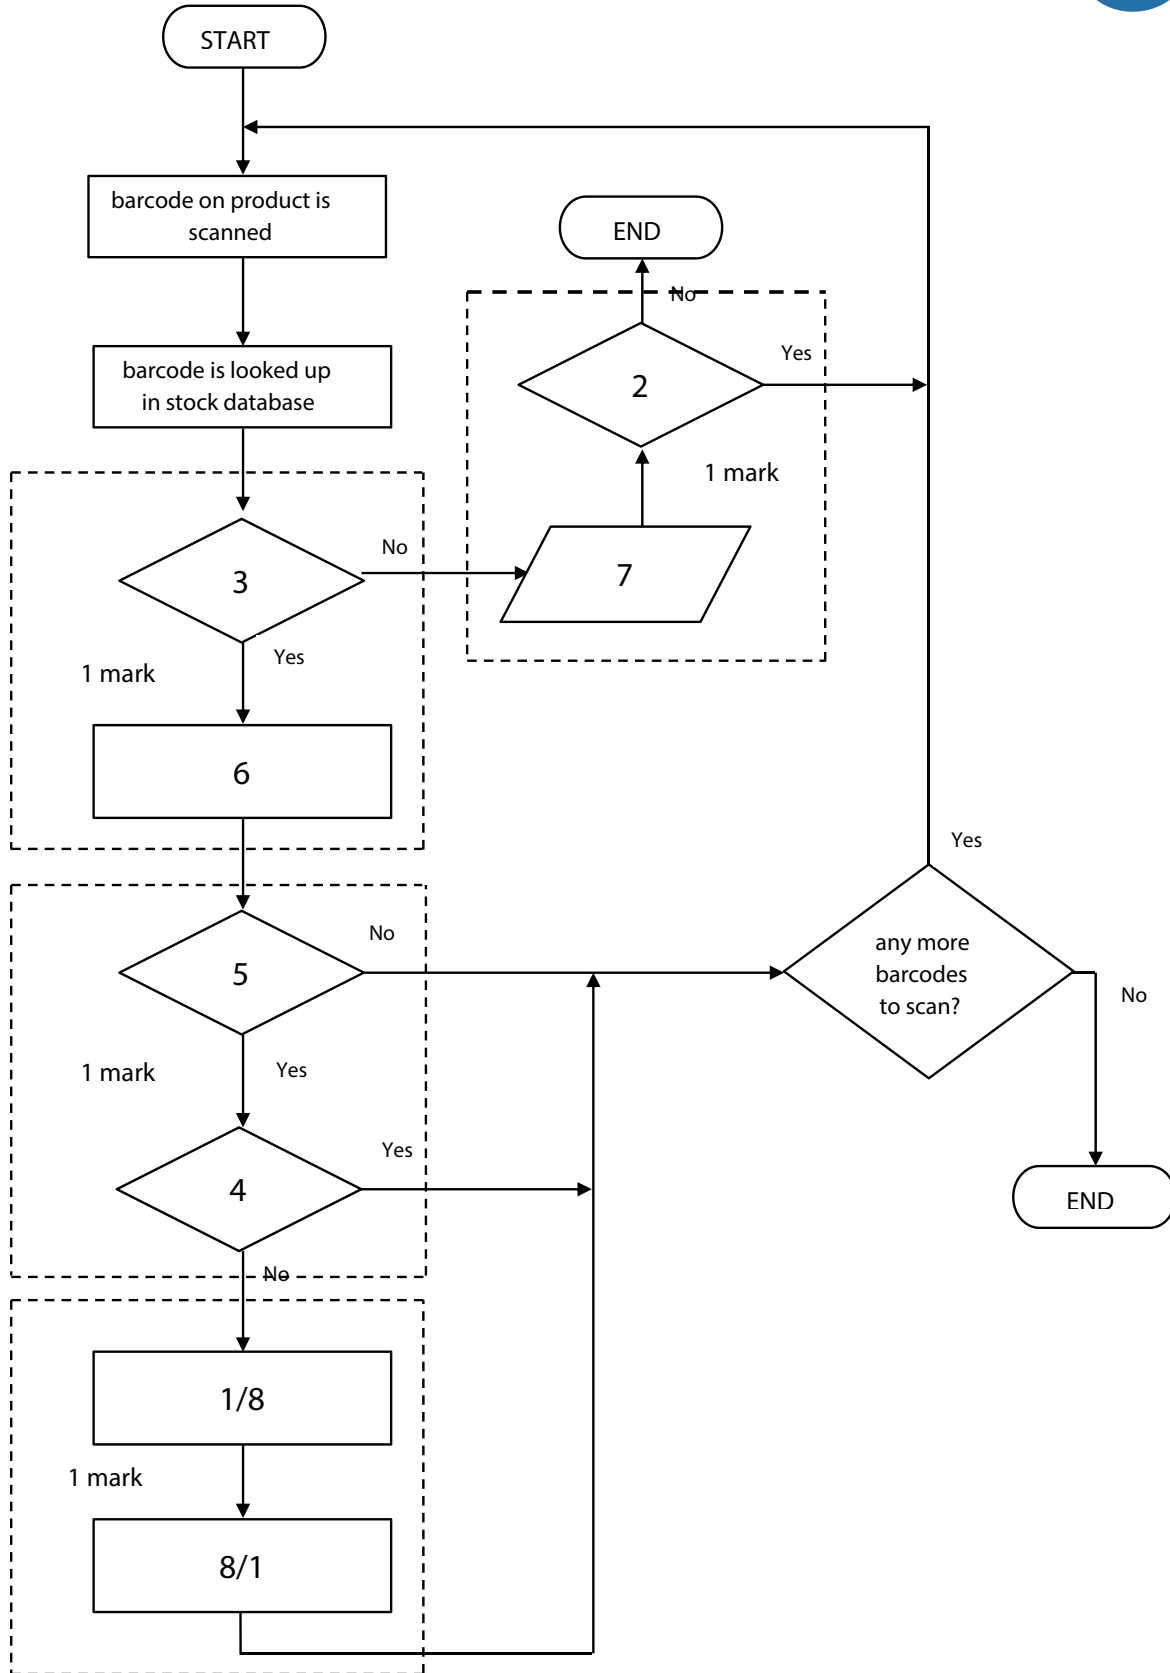 START
barcode on product is
scanned
END
No
barcode is looked up
in stock database
Yes
2
1 mark
No
3
7
Yes
1 mark
6
Yes
No
5
any more
barcodes
to scan?
No
1 mark
Yes
Yes
4
END
No
1/8
1 mark
8/1